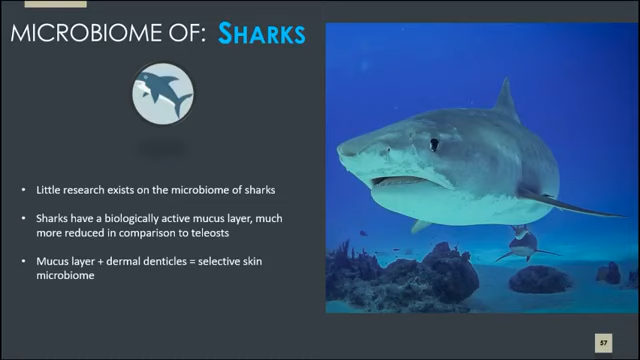 MICROBIOME OF: SHARKS
• Little research exists on the microbiome of sharks
• Sharks have a biologically active mucus layer, much
more reduced in comparison to teleosts
• Mucus layer + dermal denticles = selective skin
microbiome
57